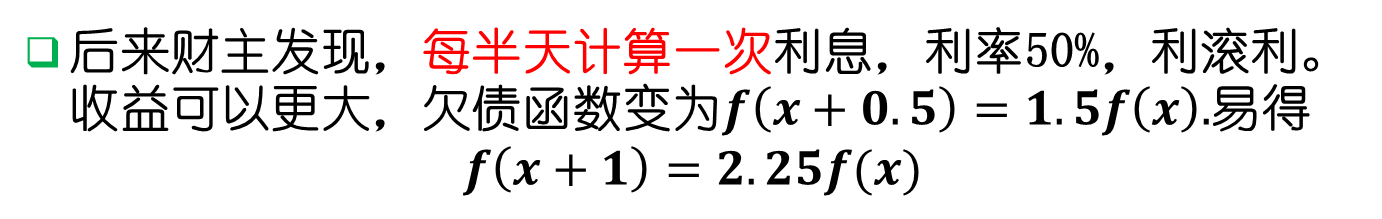 后来财主发现，每半天计算一次利息，利率50%，利滚利。
收益可以更大，欠债函数变为f(x + 0.5) = 1.5f(x).易得
f(x + 1) = 2.25f(x)